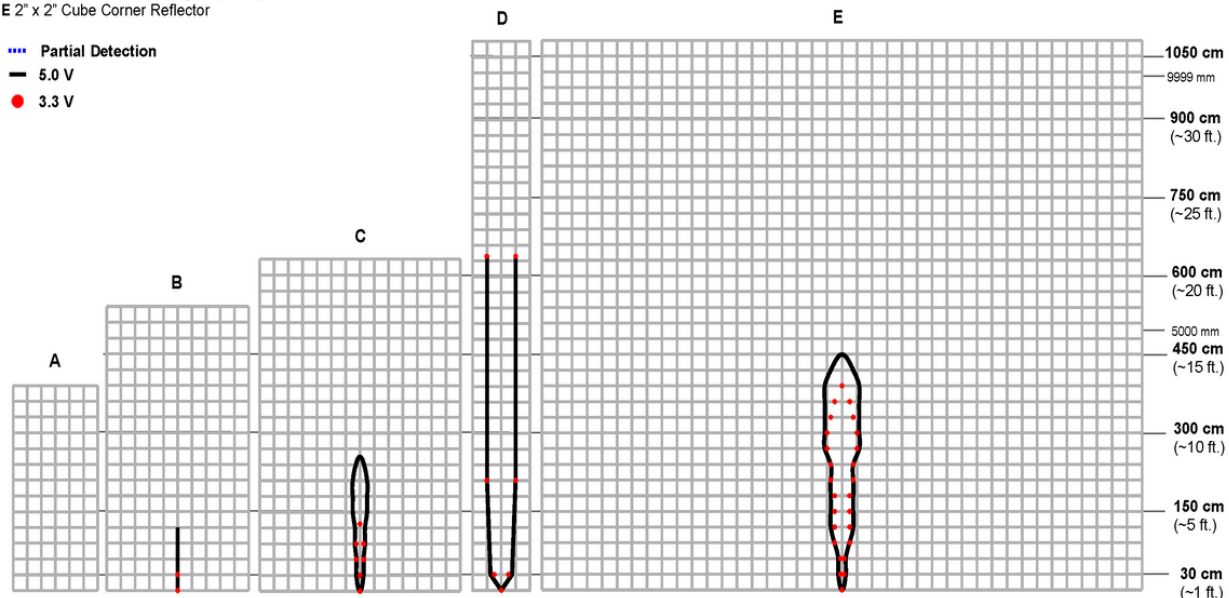 E 2" x 2" Cube Corner Reflector
Partial Detection
5.0 V
3.3 V
A
B
C
D
E
1050 cm
9999 mm
900 cm
(~30 ft.)
750 cm
(~25 ft.)
600 cm
(~20 ft.)
5000 mm
450 cm
(~15 ft.)
300 cm
(~10 ft.)
150 cm
(~5 ft.)
30 cm
(~1 ft.)